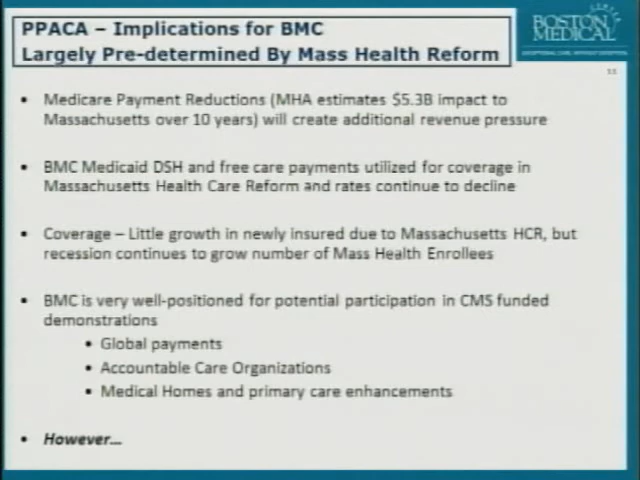 PPACA – Implications for BMC
Largely Pre-determined By Mass Health Reform
BOSTON
MEDICAL
CENTER
• Medicare Payment Reductions (MHA estimates $5.3B impact to
Massachusetts over 10 years) will create additional revenue pressure
• BMC Medicaid DSH and free care payments utilized for coverage in
Massachusetts Health Care Reform and rates continue to decline
• Coverage – Little growth in newly insured due to Massachusetts HCR, but
recession continues to grow number of Mass Health Enrollees
• BMC is very well-positioned for potential participation in CMS funded
demonstrations
• Global payments
• Accountable Care Organizations
• Medical Homes and primary care enhancements
• However...